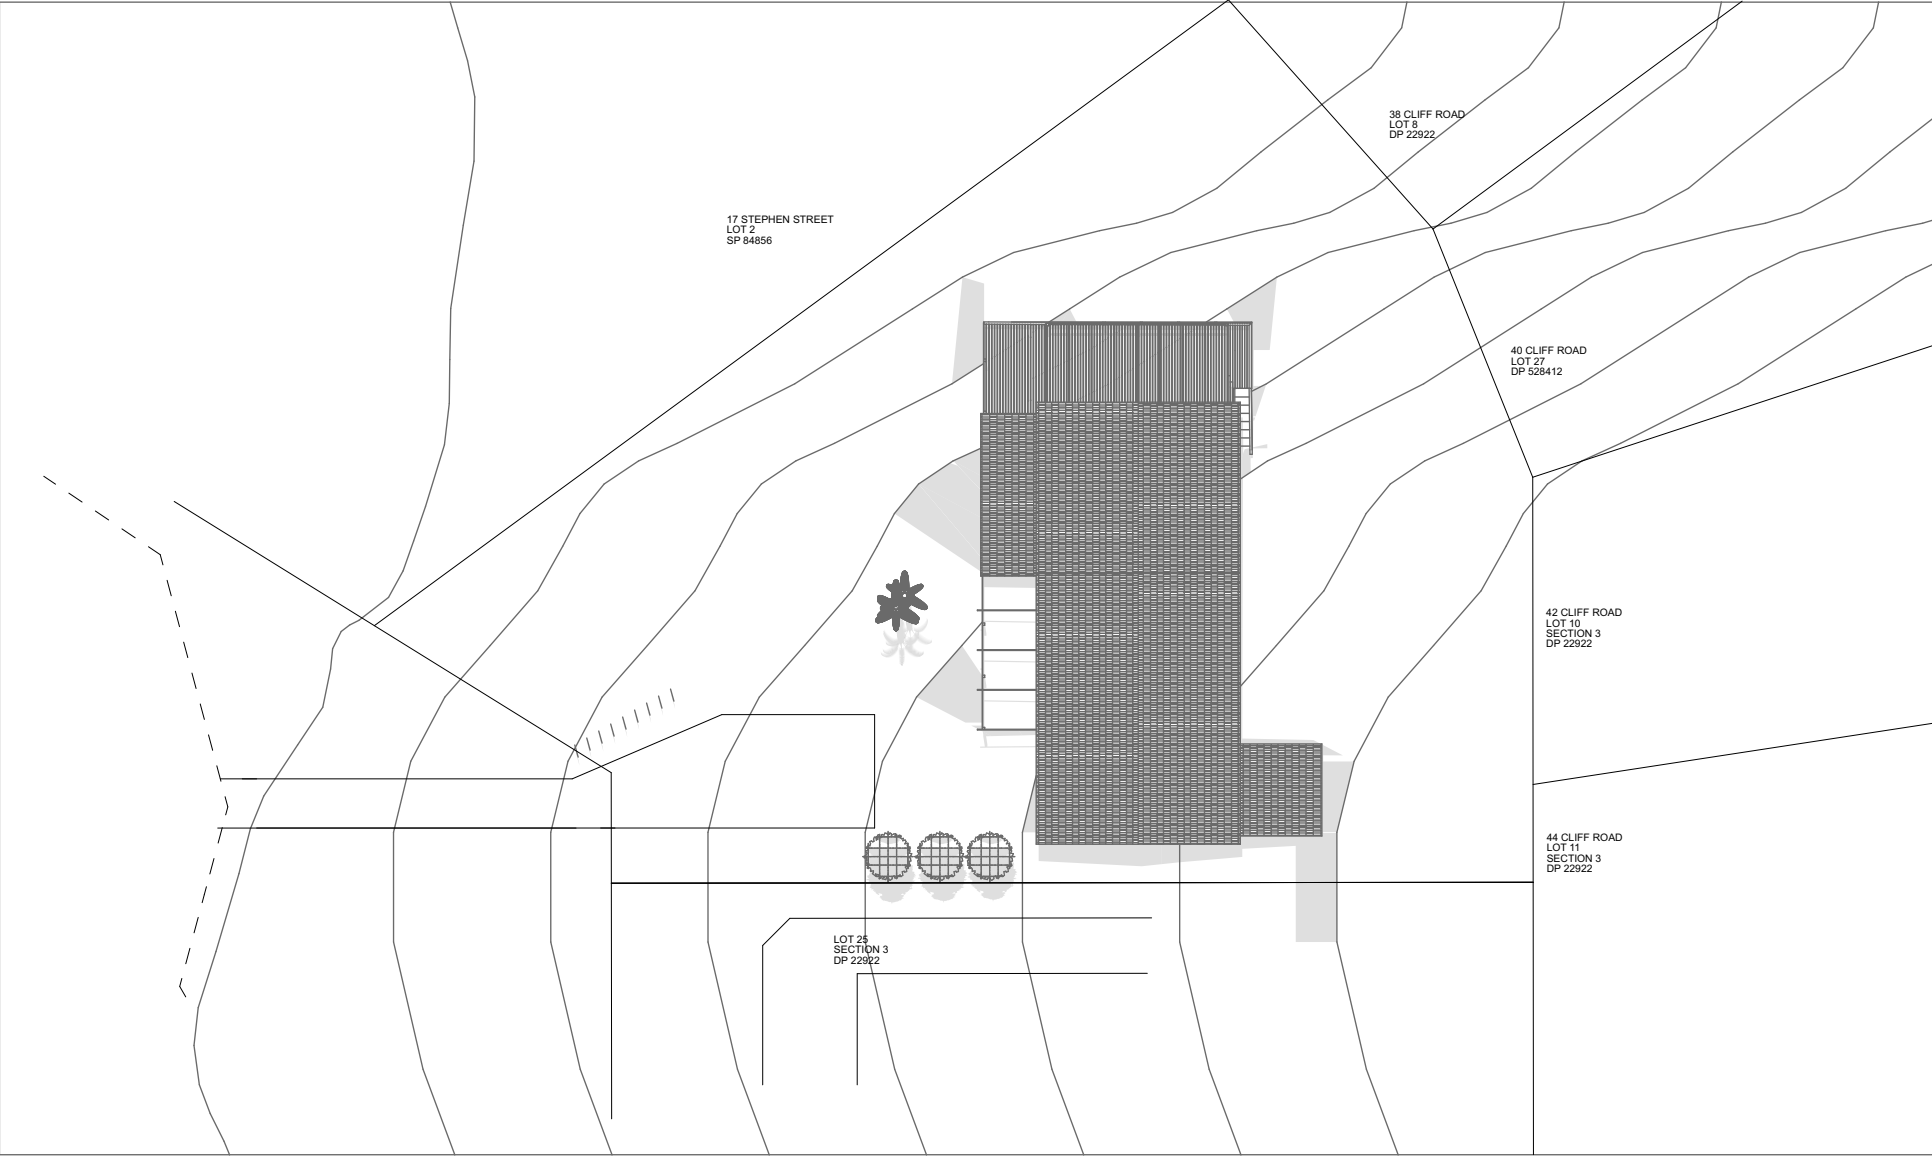 38 CLIFF ROAD
LOT 8
DP 22922
17 STEPHEN STREET
LOT 2
SP 84856
40 CLIFF ROAD
LOT 27
DP 528412
42 CLIFF ROAD
LOT 10
SECTION 3
DP 22922
44 CLIFF ROAD
LOT 11
SECTION 3
DP 22922
LOT 25
SECTION 3
DP 22922